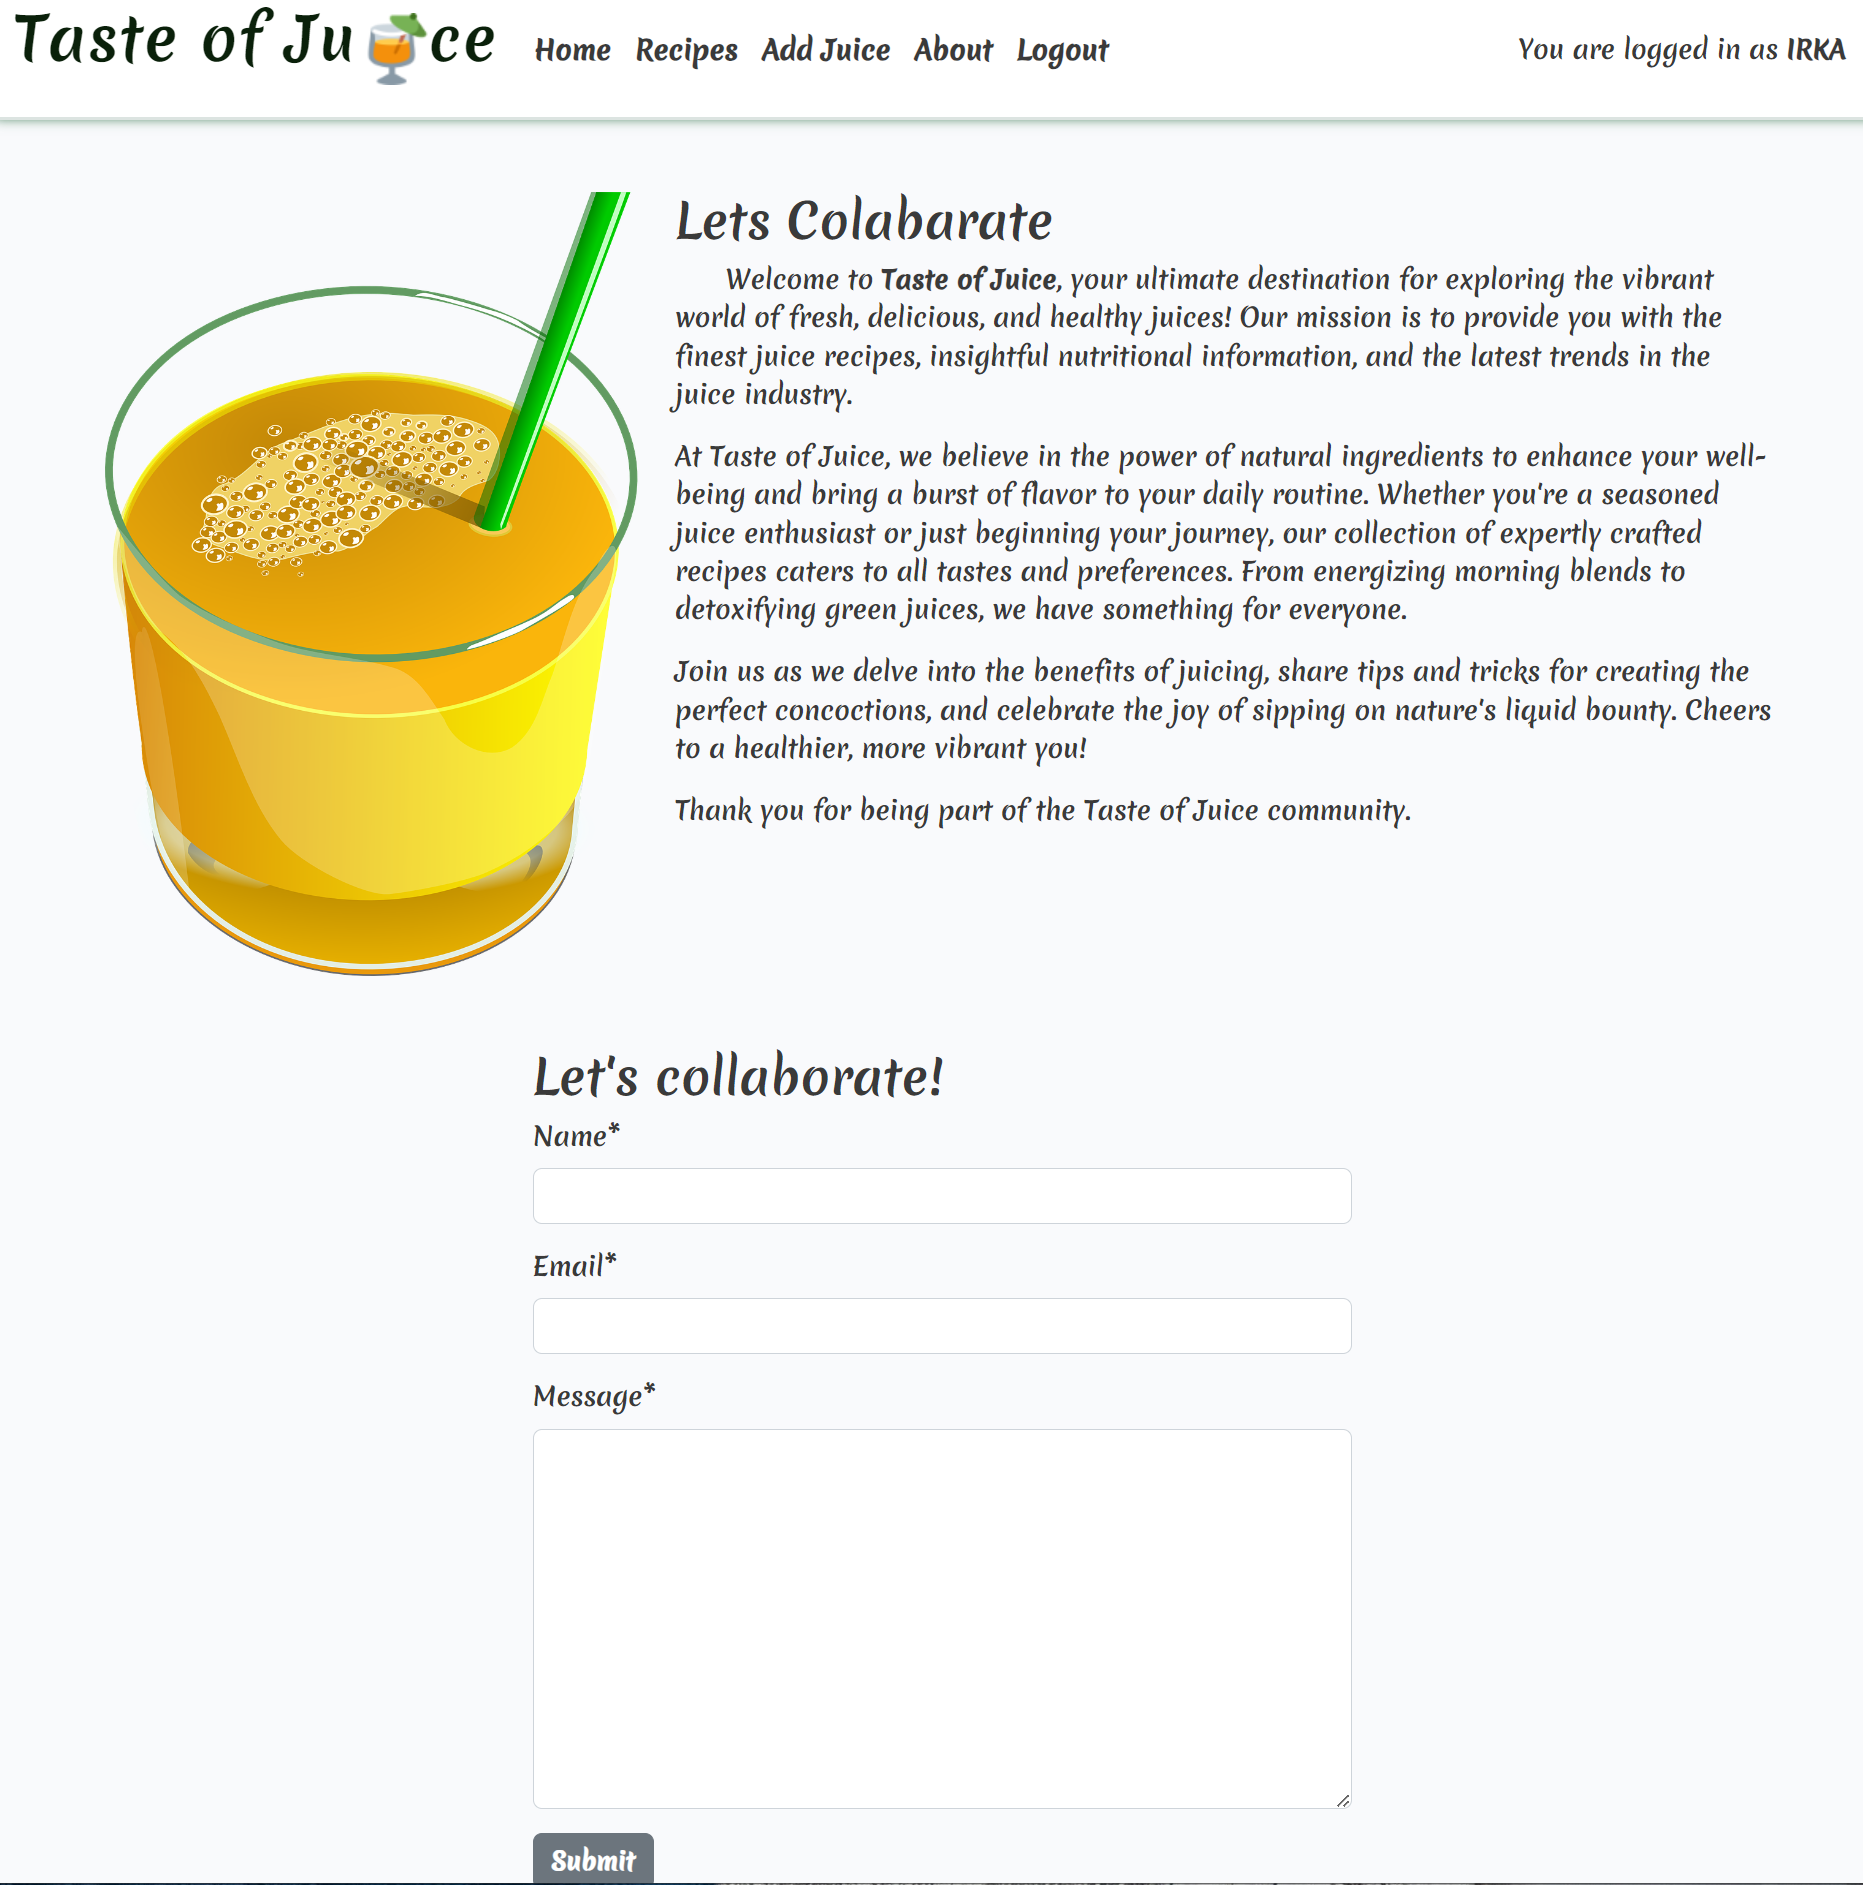 Taste of Ju🍹ce
Home Recipes Add Juice About Logout
You are logged in as IRKA
Lets Colabarate
Welcome to Taste of Juice, your ultimate destination for exploring the vibrant
world of fresh, delicious, and healthy juices! Our mission is to provide you with the
finest juice recipes, insightful nutritional information, and the latest trends in the
juice industry.
At Taste of Juice, we believe in the power of natural ingredients to enhance your well-
being and bring a burst of flavor to your daily routine. Whether you're a seasoned
juice enthusiast or just beginning your journey, our collection of expertly crafted
recipes caters to all tastes and preferences. From energizing morning blends to
detoxifying green juices, we have something for everyone.
Join us as we delve into the benefits of juicing, share tips and tricks for creating the
perfect concoctions, and celebrate the joy of sipping on nature's liquid bounty. Cheers
to a healthier, more vibrant you!
Thank you for being part of the Taste of Juice community.
Let's collaborate!
Name*
Email*
Message*
Submit